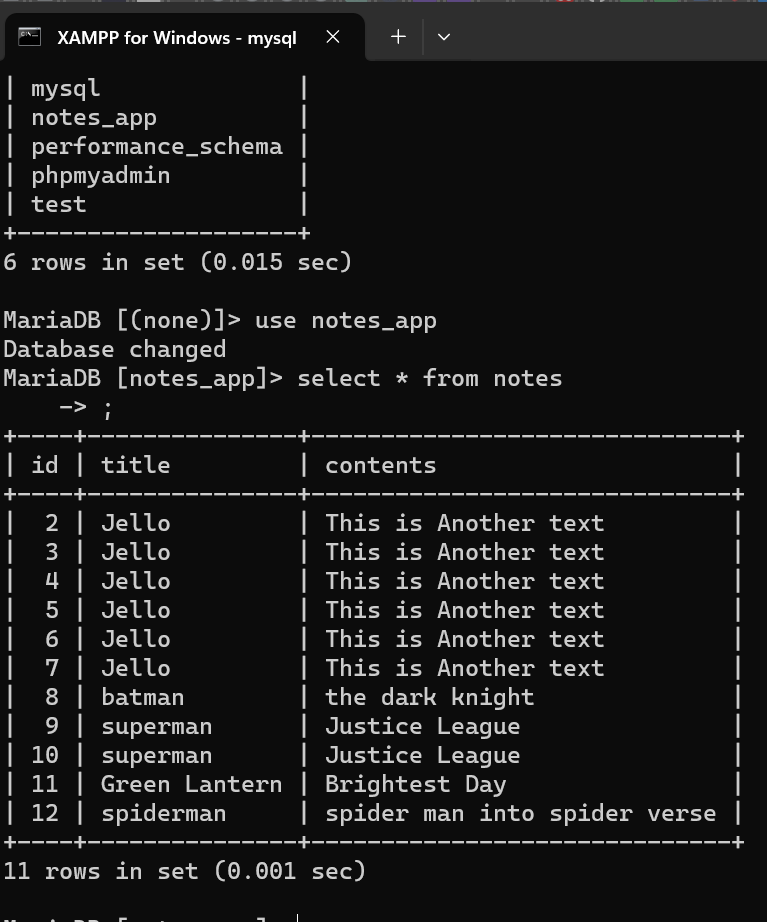 XAMPP for Windows - mysql
| mysql              |
| notes_app          |
| performance_schema |
| phpmyadmin         |
| test               |
+--------------------+
6 rows in set (0.015 sec)
MariaDB [(none)]> use notes_app
Database changed
MariaDB [notes_app]> select * from notes
    -> ;
+----+---------------+------------------------------+
| id | title         | contents                     |
+----+---------------+------------------------------+
|  2 | Jello         | This is Another text         |
|  3 | Jello         | This is Another text         |
|  4 | Jello         | This is Another text         |
|  5 | Jello         | This is Another text         |
|  6 | Jello         | This is Another text         |
|  7 | Jello         | This is Another text         |
|  8 | batman        | the dark knight              |
|  9 | superman      | Justice League               |
| 10 | superman      | Justice League               |
| 11 | Green Lantern | Brightest Day                |
| 12 | spiderman     | spider man into spider verse |
+----+---------------+------------------------------+
11 rows in set (0.001 sec)